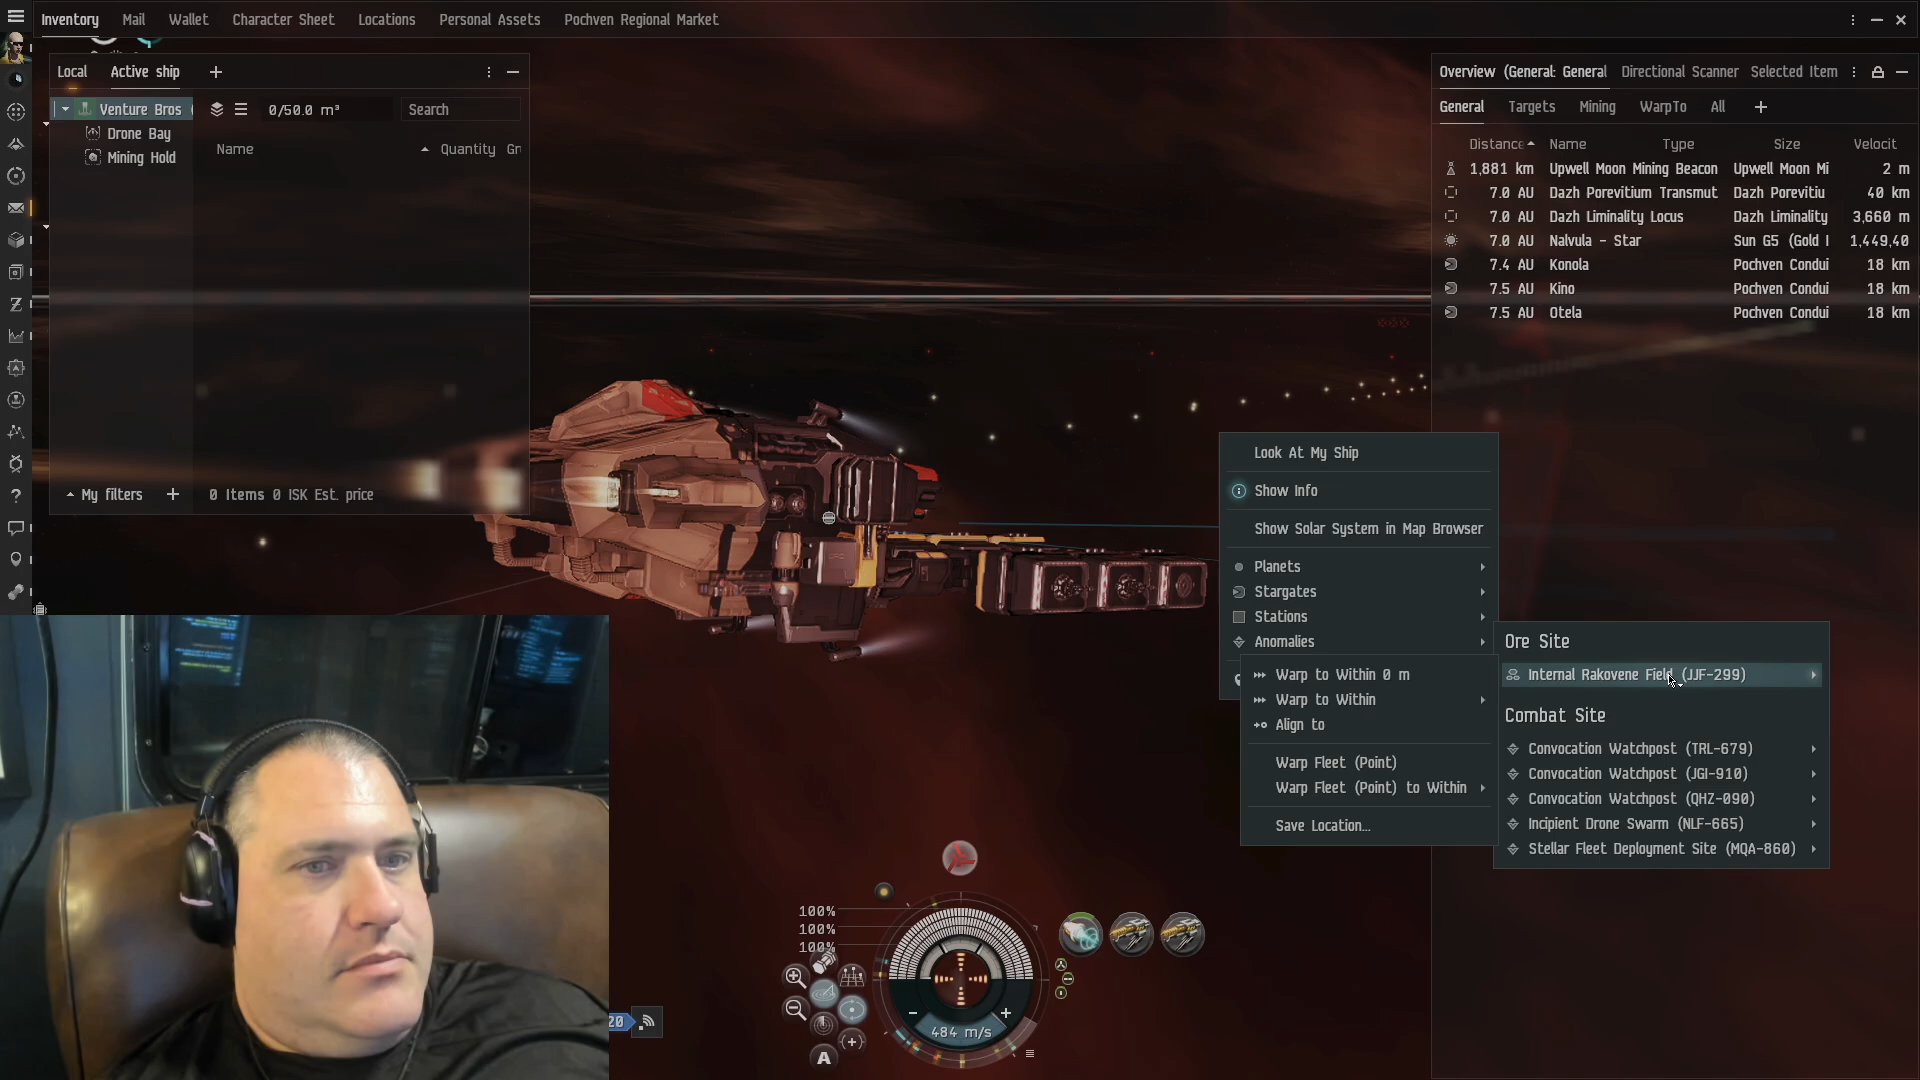 Inventory Mail Wallet Character Sheet Locations Personal Assets Pochven Regional Market
Local Active ship
Venture Bros
0/50.0 m³ Search
Drone Bay
Mining Hold
Name Quantity
My filters
0 Items 0 ISK Est. price
Overview (General: General Directional Scanner Selected Item
General Targets Mining WarpTo All
Distance Name Type Size Velocit
1,881 km Upwell Moon Mining Beacon Upwell Moon Mi 2 m
7.0 AU Dazh Porevitium Transmut Dazh Porevitiu 40 km
7.0 AU Dazh Liminality Locus Dazh Liminality 3,660 m
7.0 AU Nalvula - Star Sun G5 (Gold 1,449,40
7.4 AU Konola Pochven Condui 18 km
7.5 AU Kino Pochven Condui 18 km
7.5 AU Otela Pochven Condui 18 km
Look At My Ship
Show Info
Show Solar System in Map Browser
Planets
Stargates
Stations
Anomalies
Warp to Within 0 m
Warp to Within
Align to
Warp Fleet (Point)
Warp Fleet (Point) to Within
Save Location...
Ore Site
Internal Rakovene Field (JJF-299)
Combat Site
Convocation Watchpost (TRL-679)
Convocation Watchpost (JGI-910)
Convocation Watchpost (QHZ-090)
Incipient Drone Swarm (NLF-665)
Stellar Fleet Deployment Site (MQA-860)
100%
100%
100%
484 m/s
A
20